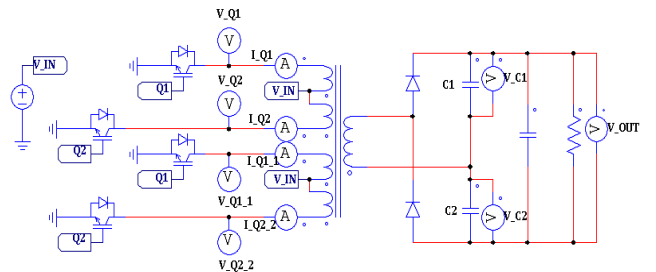 V_Q1
V_IN
V
I_Q1
A
Q1
V_IN
V_Q2
V
I_Q2
A
Q2
V
I_Q1_1
A
Q1
V_IN
V_Q1_1
I_Q2_2
A
Q2
V
V_Q2_2
C1
V
V_C1
V
V_OUT
C2
V
V_C2